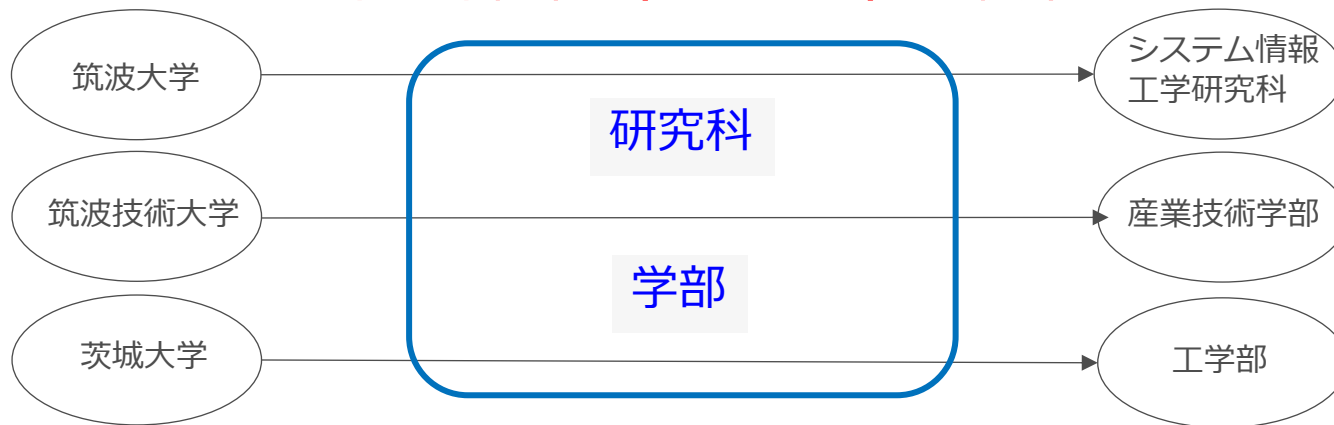 筑波大学
システム情報
工学研究科
研究科
筑波技術大学
産業技術学部
学部
茨城大学
工学部